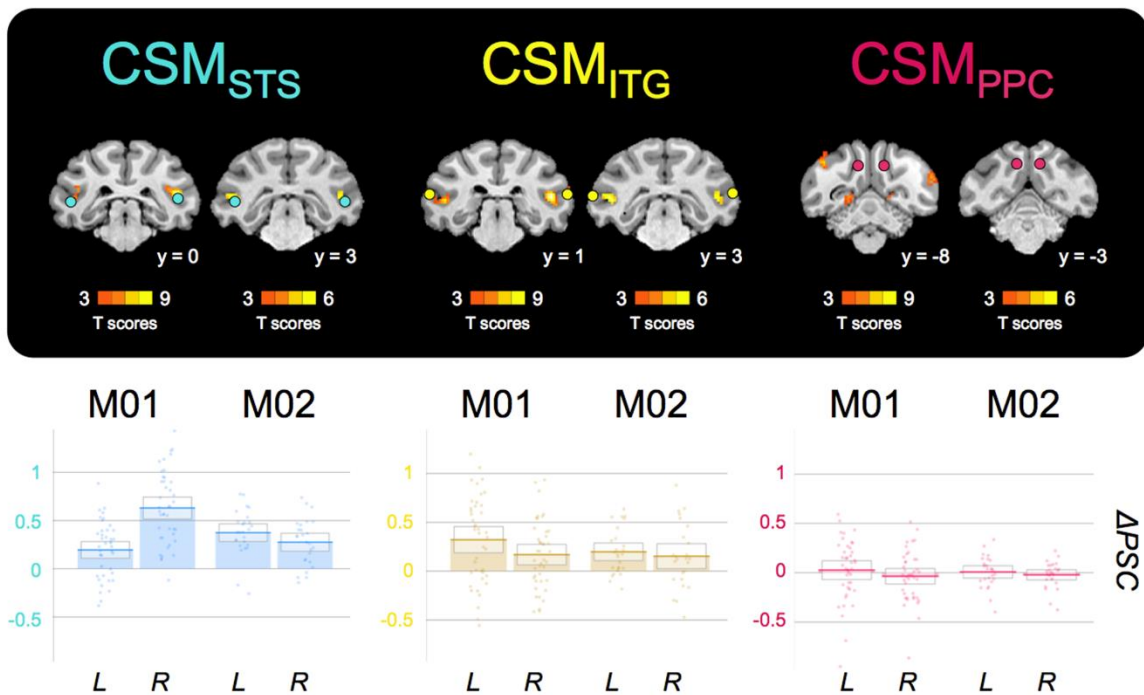 CSMSTS CSMITG CSMPPC
y = 0 y = 3 y = 1 y = 3 y = -8 y = -3
3 9 3 6 3 9 3 6 3 9 3 6
T scores T scores T scores T scores T scores T scores
M01 M02 M01 M02 M01 M02
1 1 1
0.5 0.5 0.5
0 0 0
-0.5 -0.5 -0.5
ΔPSC
L R L R L R L R L R L R